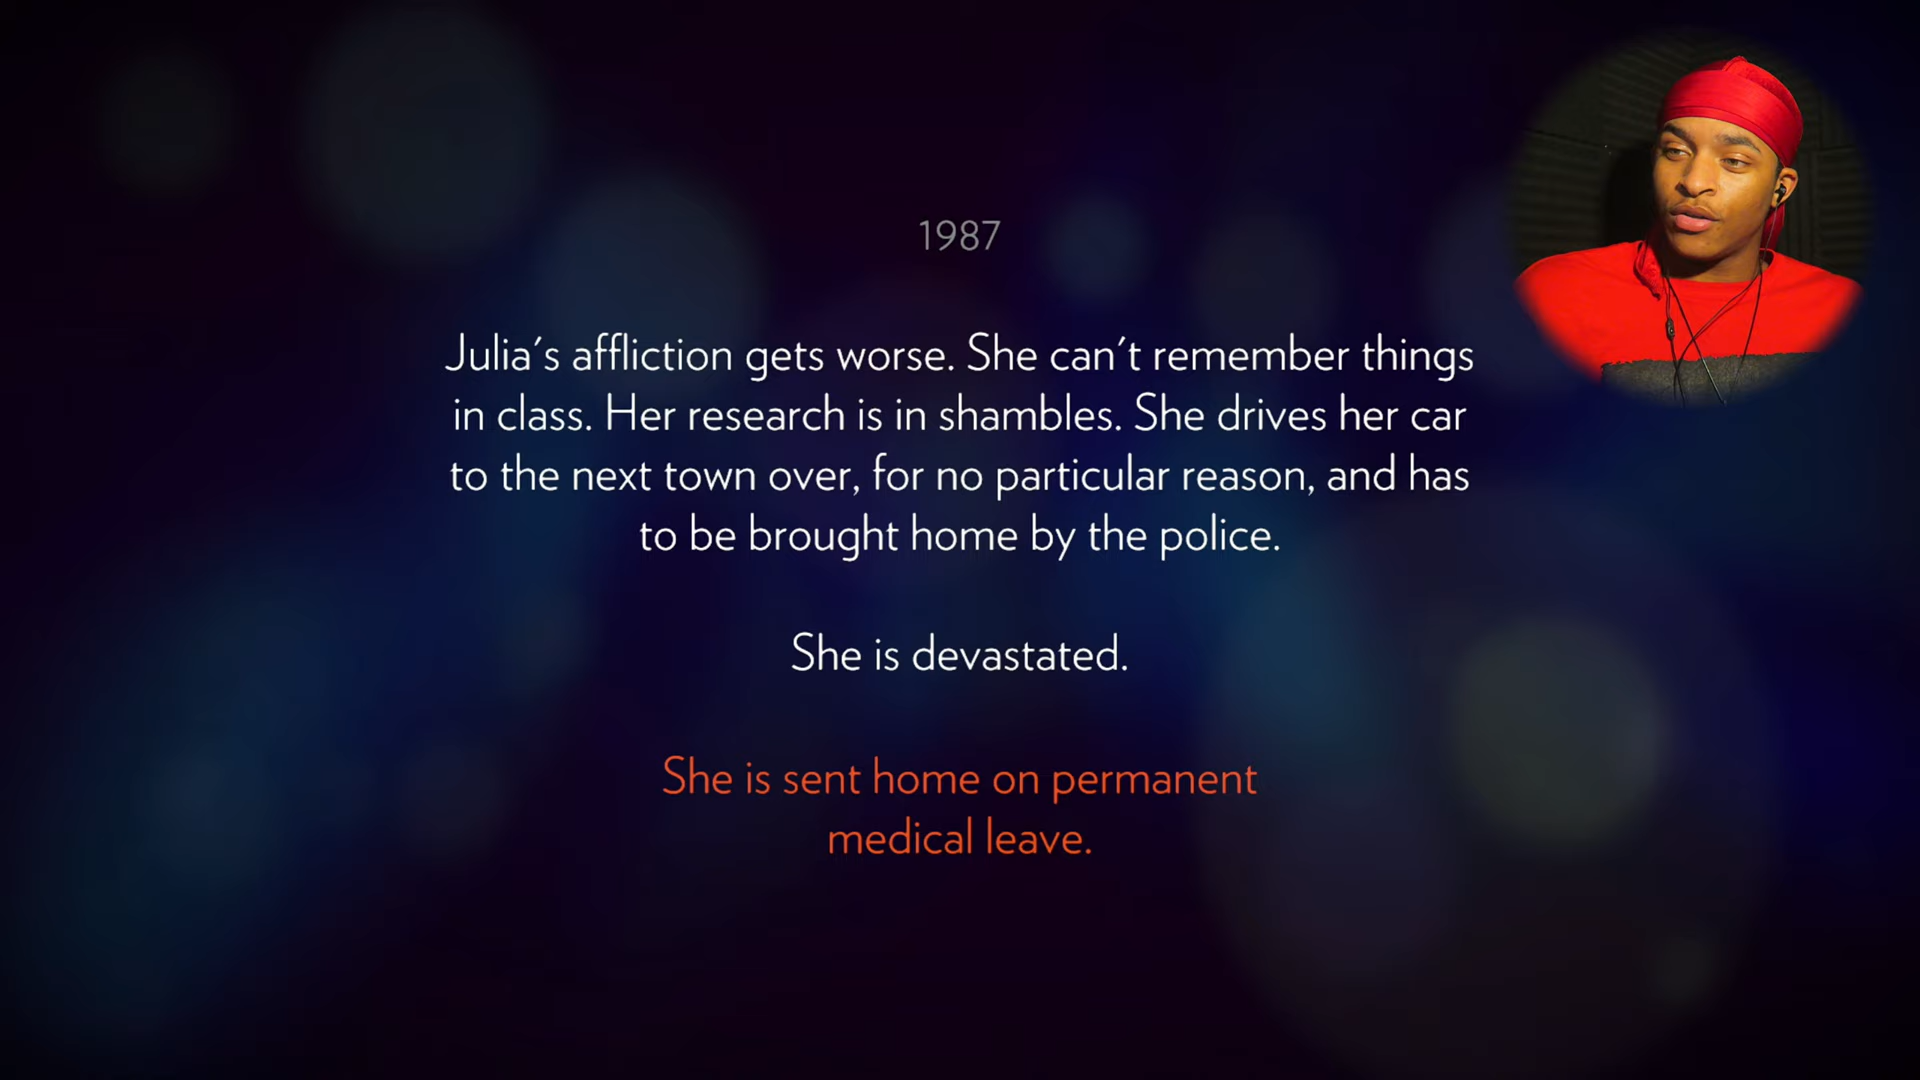 1987
Julia's affliction gets worse. She can't remember things
in class. Her research is in shambles. She drives her car
to the next town over, for no particular reason, and has
to be brought home by the police.
She is devastated.
She is sent home on permanent
medical leave.